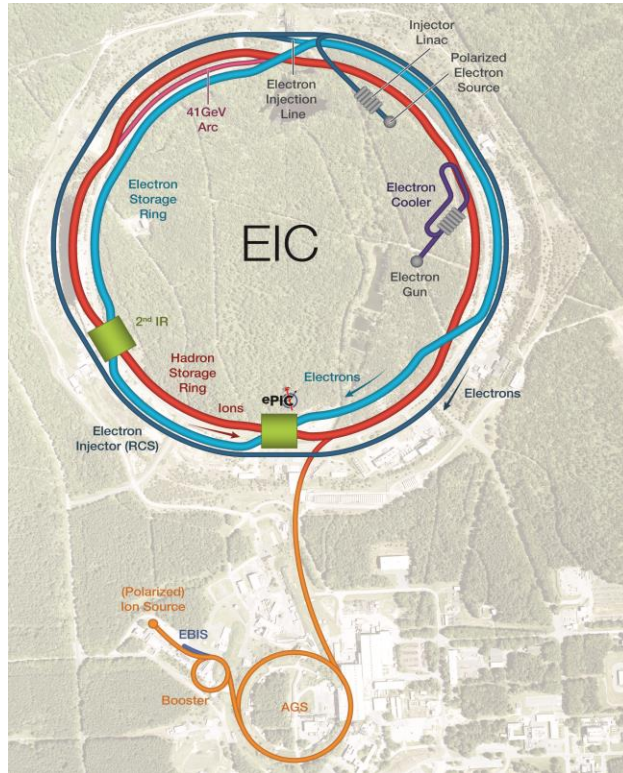 Injector
Linac
Polarized
Electron
Source
Electron
Injection
Line
41GeV
Arc
Electron
Storage
Ring
Electron
Cooler
EIC
Electron
Gun
2nd IR
Hadron
Storage
Ring
Electrons
ePIC
Ions
Electrons
Electron
Injector (RCS)
(Polarized)
Ion Source
EBIS
Booster
AGS